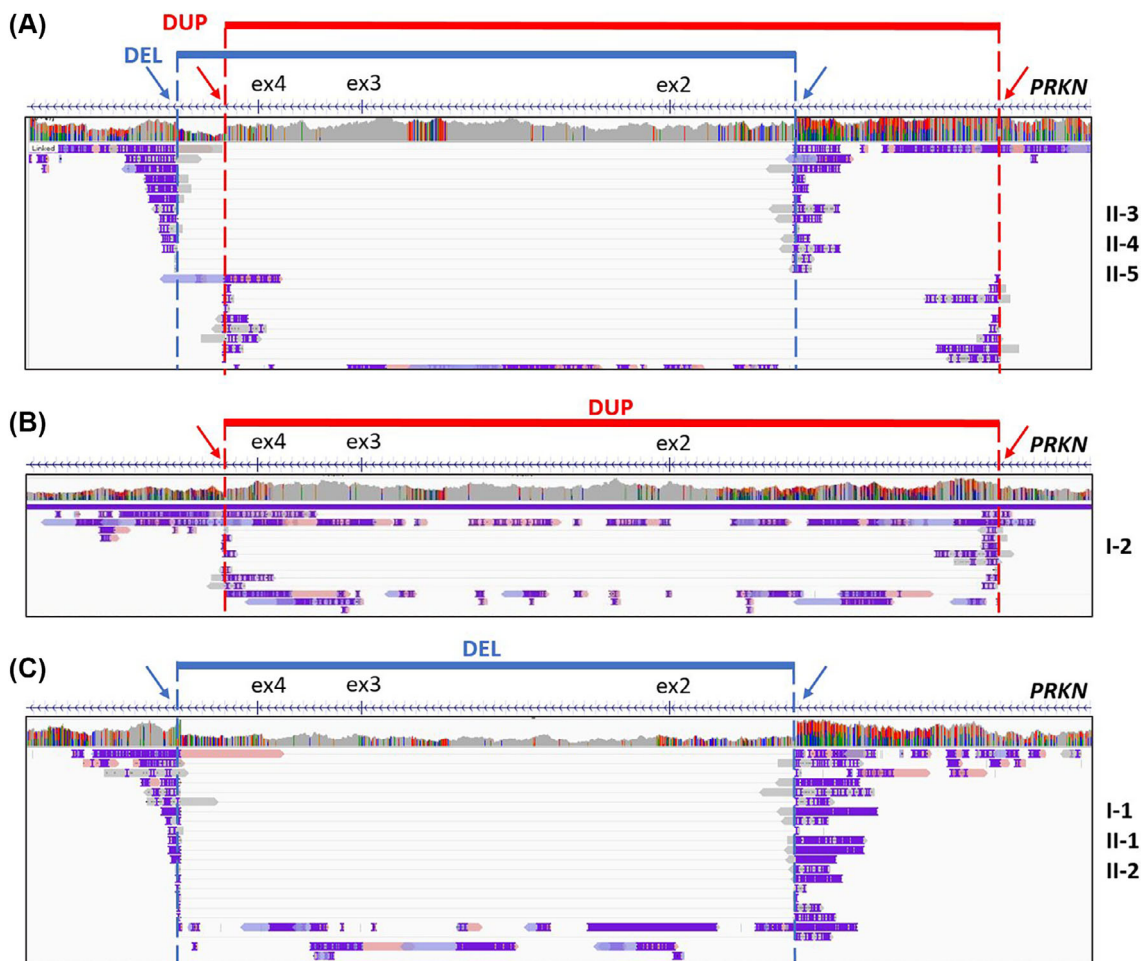 (A)
DUP
DEL
ex4 ex3 ex2 PRKN
Linked
II-3
II-4
II-5
(B)
DUP
ex4 ex3 ex2 PRKN
I-2
(C)
DEL
ex4 ex3 ex2 PRKN
I-1
II-1
II-2